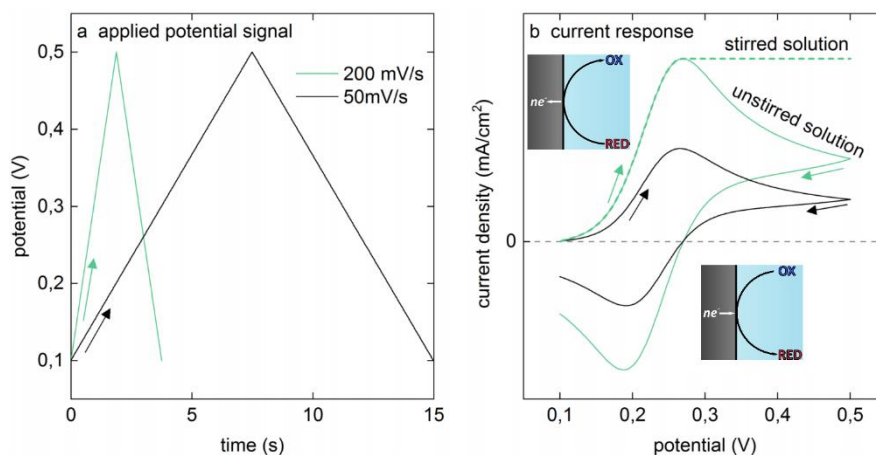 a applied potential signal
200 mV/s
50mV/s
0,5
0,4
0,3
0,2
0,1
potential (V)
0
5
10
15
time (s)
b current response
stirred solution
unstirred solution
OX
ne⁻
RED
0
OX
ne⁻
RED
current density (mA/cm²)
0,1
0,2
0,3
0,4
0,5
potential (V)